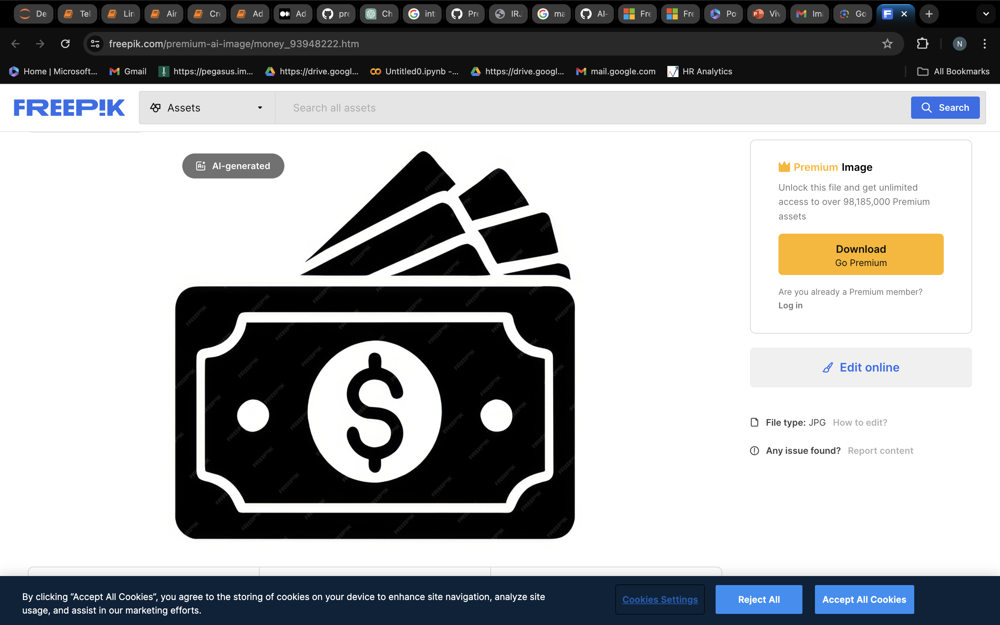 De
Tel
Lin
Air
Cre
Ad
Ad
pre
Ch
int
Pre
IRJ
ma
AI-
Fre
Fre
Po
Viv
Ima
Go
freepik.com/premium-ai-image/money_93948222.htm
N
Home | Microsoft...
Gmail
https://pegasus.im...
https://drive.googl...
Untitled0.ipynb -...
https://drive.googl...
mail.google.com
HR Analytics
All Bookmarks
FREEPIK
Assets
Search all assets
Search
AI-generated
Premium Image
Unlock this file and get unlimited
access to over 98,185,000 Premium
assets
Download
Go Premium
Are you already a Premium member?
Log in
Edit online
File type: JPG How to edit?
Any issue found? Report content
$
By clicking “Accept All Cookies”, you agree to the storing of cookies on your device to enhance site navigation, analyze site
usage, and assist in our marketing efforts.
Cookies Settings
Reject All
Accept All Cookies